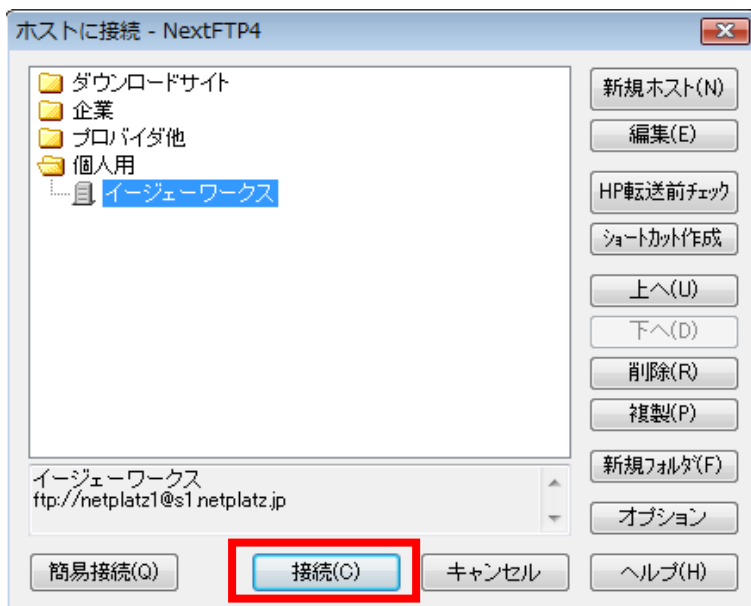 ホストに接続 - NextFTP4
ダウンロードサイト
企業
プロバイダ他
個人用
イージェーワークス
新規ホスト(N)
編集(E)
HP転送前チェック
ショートカット作成
上へ(U)
下へ(D)
削除(R)
複製(P)
新規フォルダ(F)
オプション
イージェーワークス
ftp://netplatz1@s1.netplatz.jp
簡易接続(Q)
接続(C)
キャンセル
ヘルプ(H)